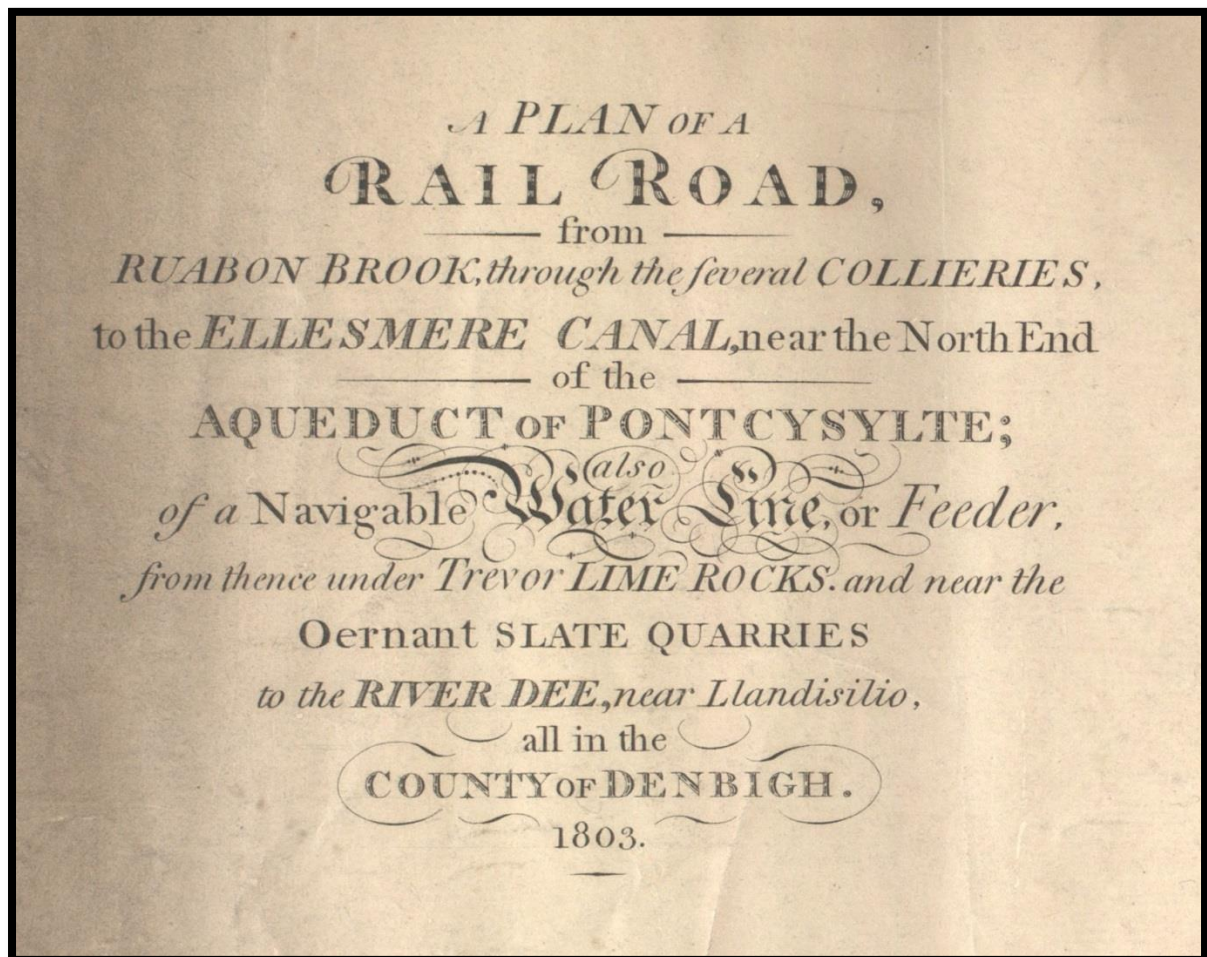 A PLAN OF A
RAIL ROAD,
from
RUABON BROOK, through the ſeveral COLLIERIES,
to the ELLESMERE CANAL, near the North End
of the
AQUEDUCT OF PONTCYSYLTE;
also
of a Navigable Water Line, or Feeder,
from thence under Trevor LIME ROCKS. and near the
Oernant SLATE QUARRIES
to the RIVER DEE, near Llandisilio,
all in the
COUNTY OF DENBIGH.
1803.